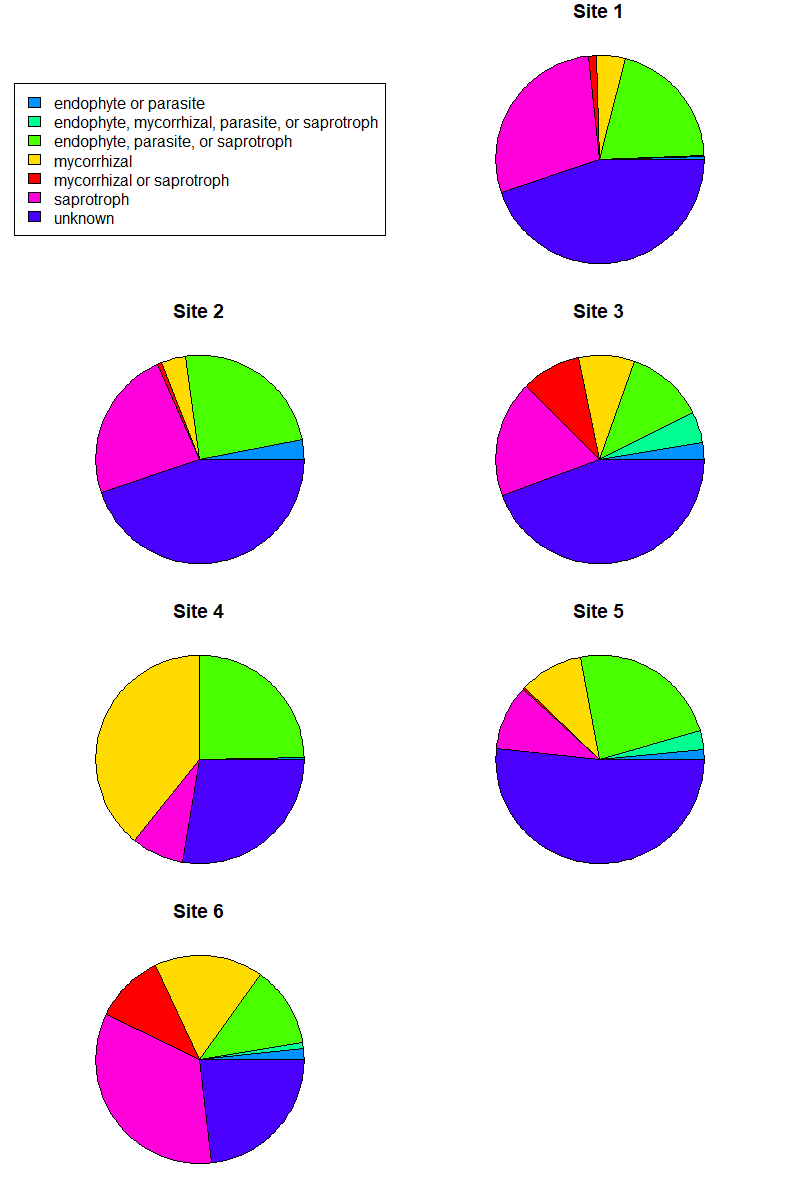 Site 1
endophyte or parasite
endophyte, mycorrhizal, parasite, or saprotroph
endophyte, parasite, or saprotroph
mycorrhizal
mycorrhizal or saprotroph
saprotroph
unknown
Site 2
Site 3
Site 4
Site 5
Site 6